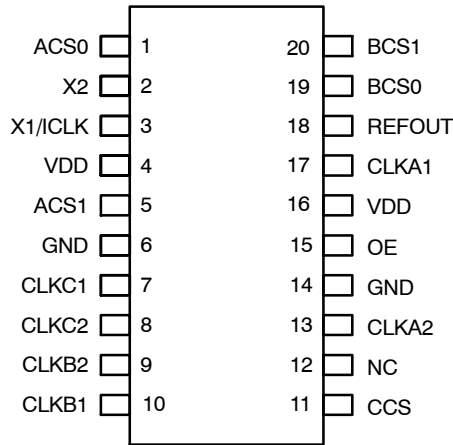 ACS0 1 20 BCS1
X2 2 19 BCS0
X1/ICLK 3 18 REFOUT
VDD 4 17 CLKA1
ACS1 5 16 VDD
GND 6 15 OE
CLKC1 7 14 GND
CLKC2 8 13 CLKA2
CLKB2 9 12 NC
CLKB1 10 11 CCS